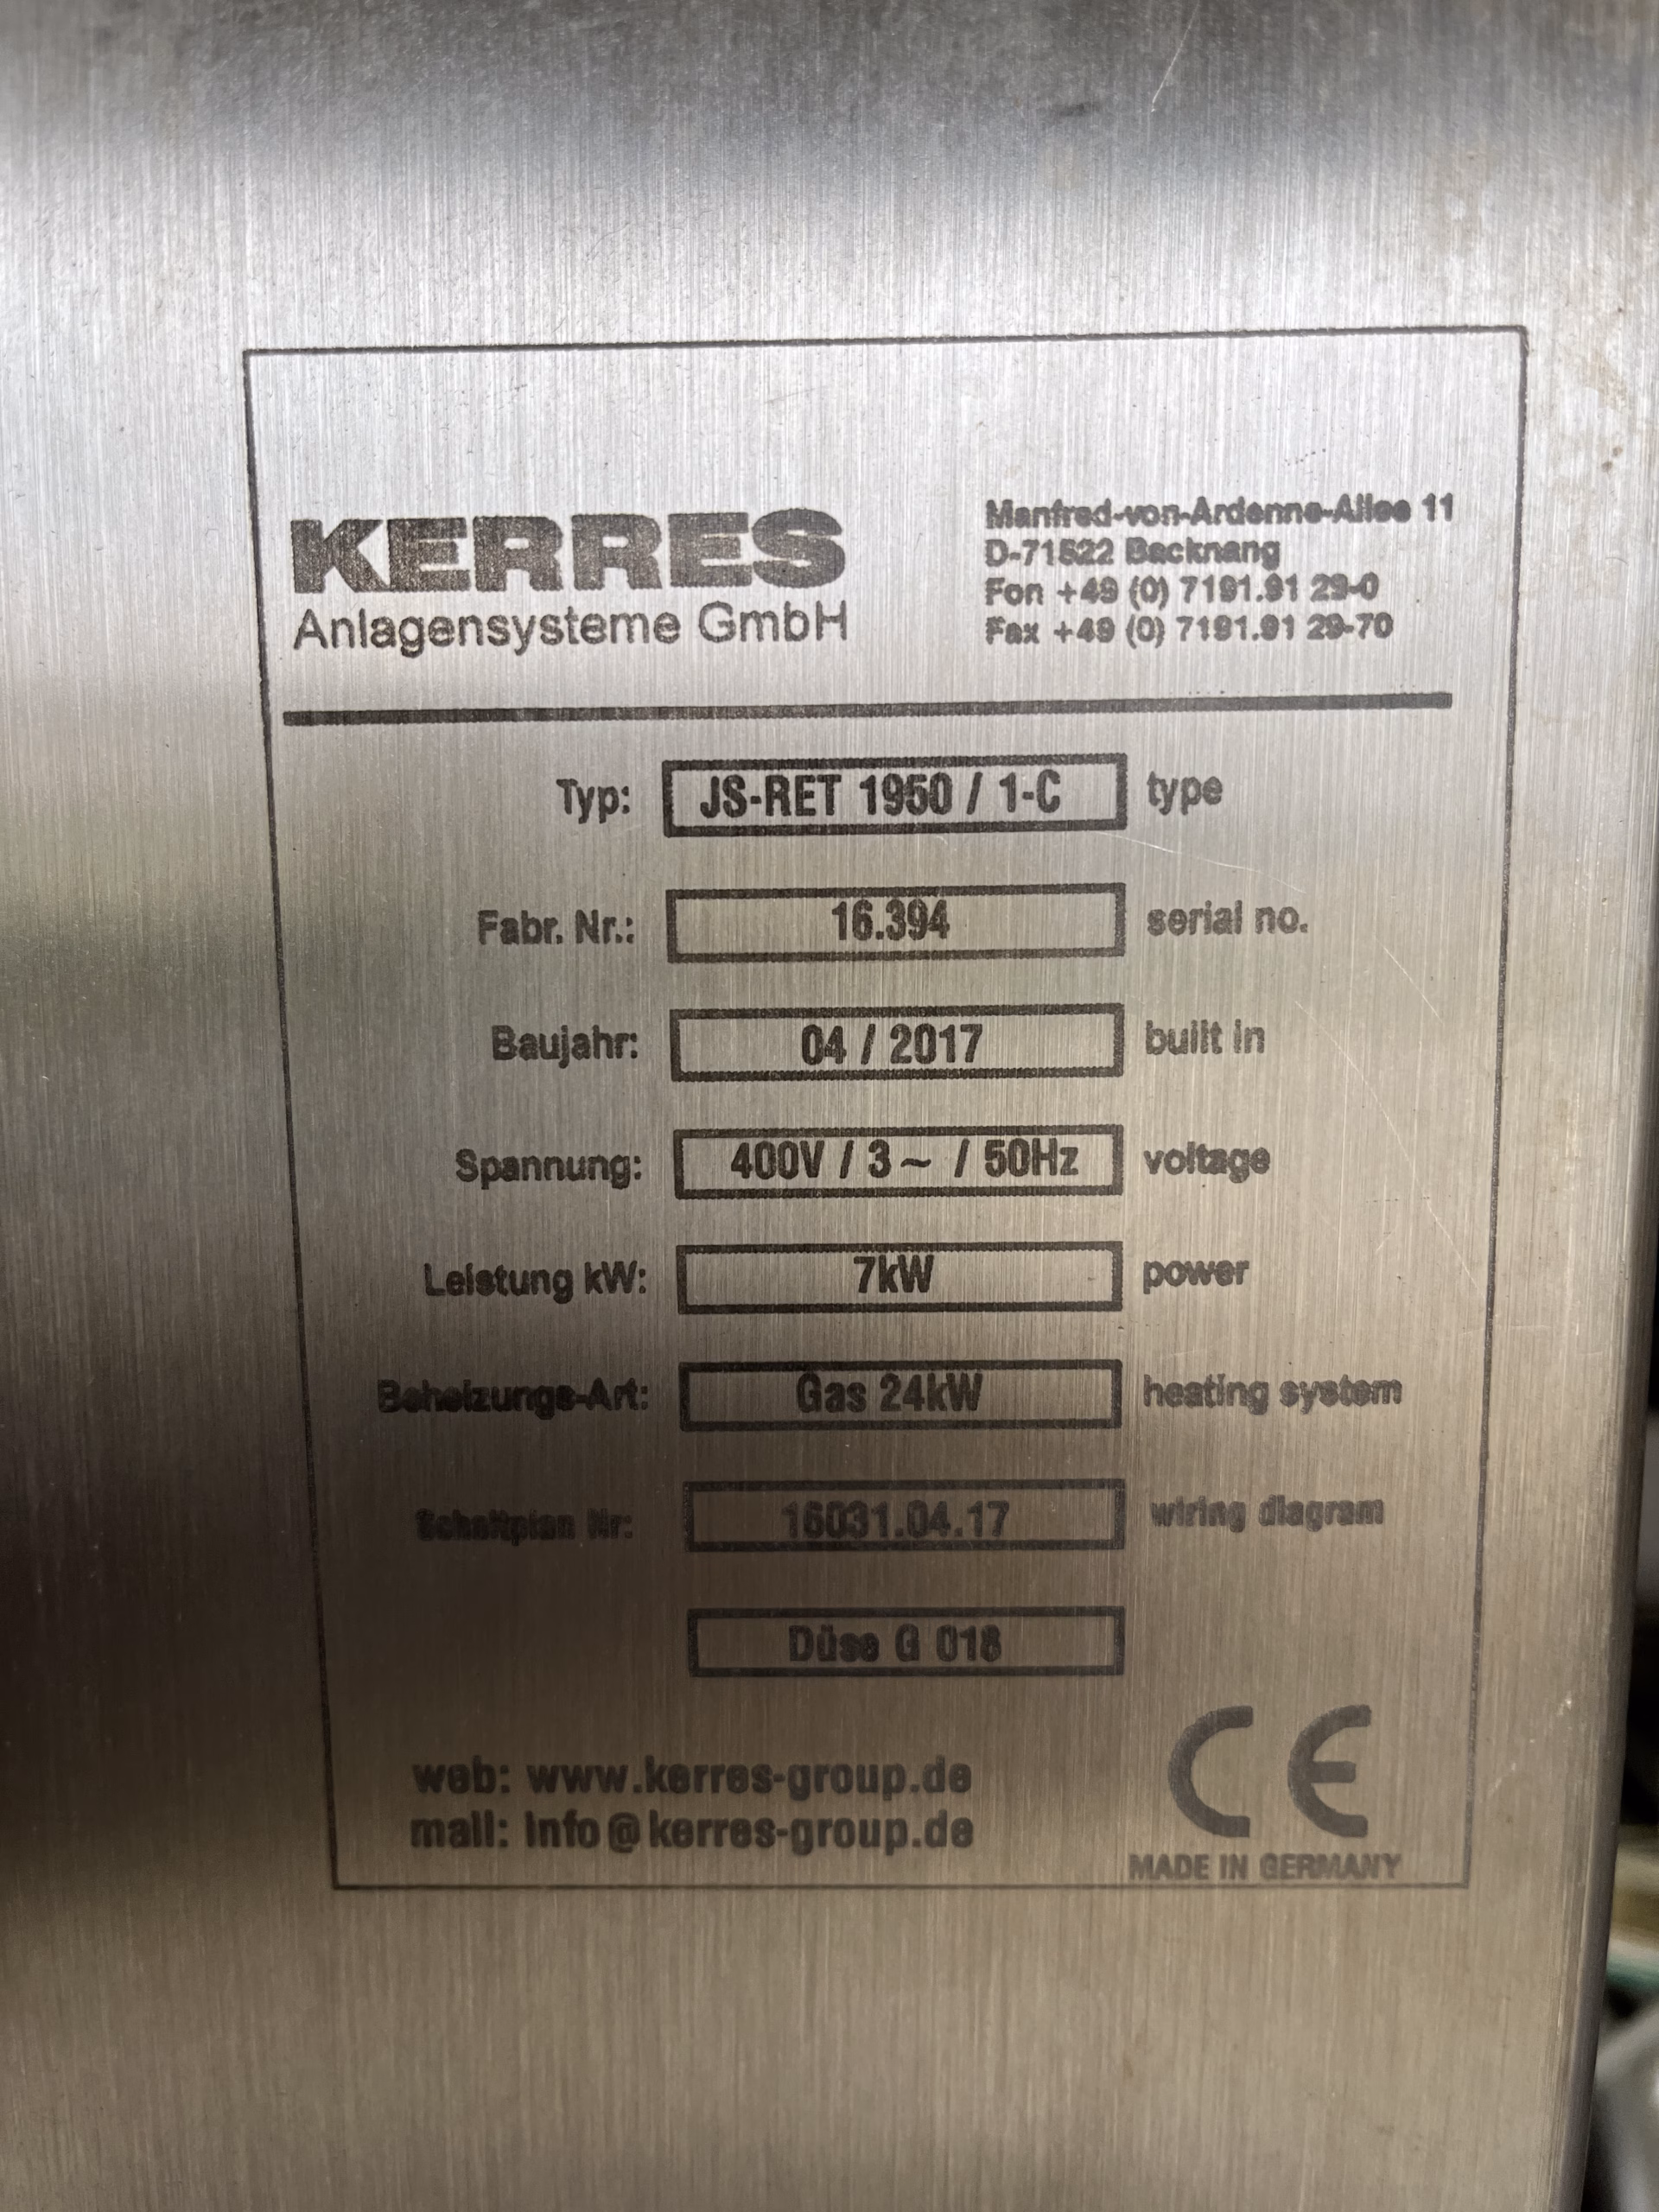 KERRES
Anlagensysteme GmbH
Manfred-von-Ardenne-Allee 11
D-71522 Backnang
Fon +49 (0) 7191.91 29-0
Fax +49 (0) 7191.91 29-70
Typ: JS-RET 1950 / 1-C type
Fabr. Nr.: 16.394 serial no.
Baujahr: 04 / 2017 built in
Spannung: 400V / 3 ~ / 50Hz voltage
Leistung kW: 7kW power
Beheizungs-Art: Gas 24kW heating system
Schaltplan Nr: 16031.04.17 wiring diagram
Düse G 018
web: www.kerres-group.de
mail: info@kerres-group.de
CE
MADE IN GERMANY